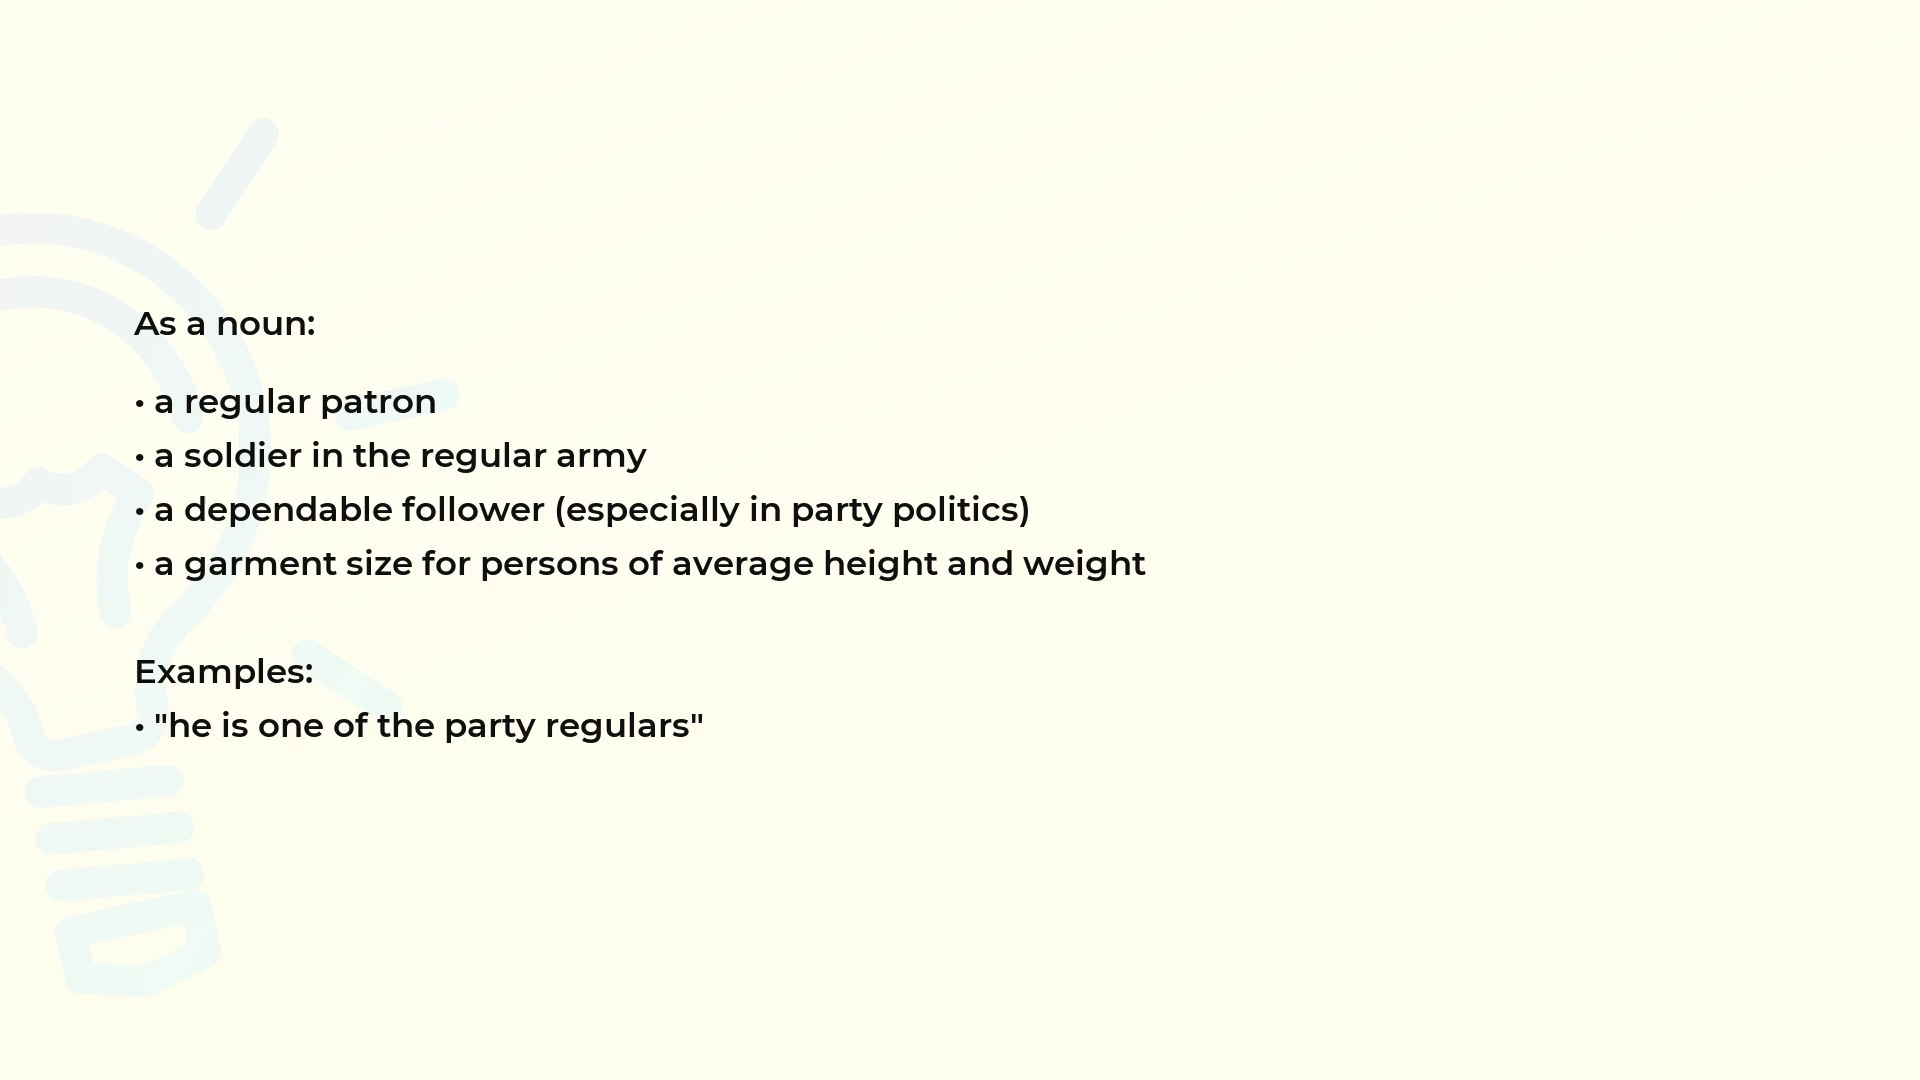 As a noun:
• a regular patron
• a soldier in the regular army
• a dependable follower (especially in party politics)
• a garment size for persons of average height and weight
Examples:
• "he is one of the party regulars"